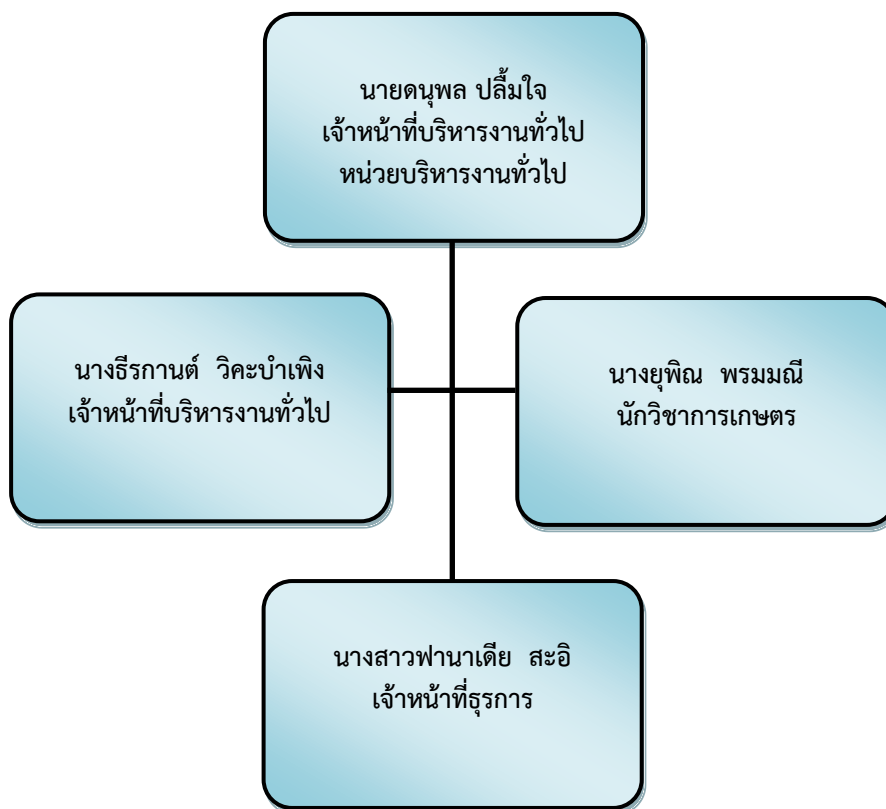 นายดนุพล ปลื้มใจ
เจ้าหน้าที่บริหารงานทั่วไป
หน่วยบริหารงานทั่วไป
นางธีรกานต์  วิคะบำเพิง
เจ้าหน้าที่บริหารงานทั่วไป
นางยุพิณ  พรมมณี
นักวิชาการเกษตร
นางสาวฟานาเดีย  สะอิ
เจ้าหน้าที่ธุรการ